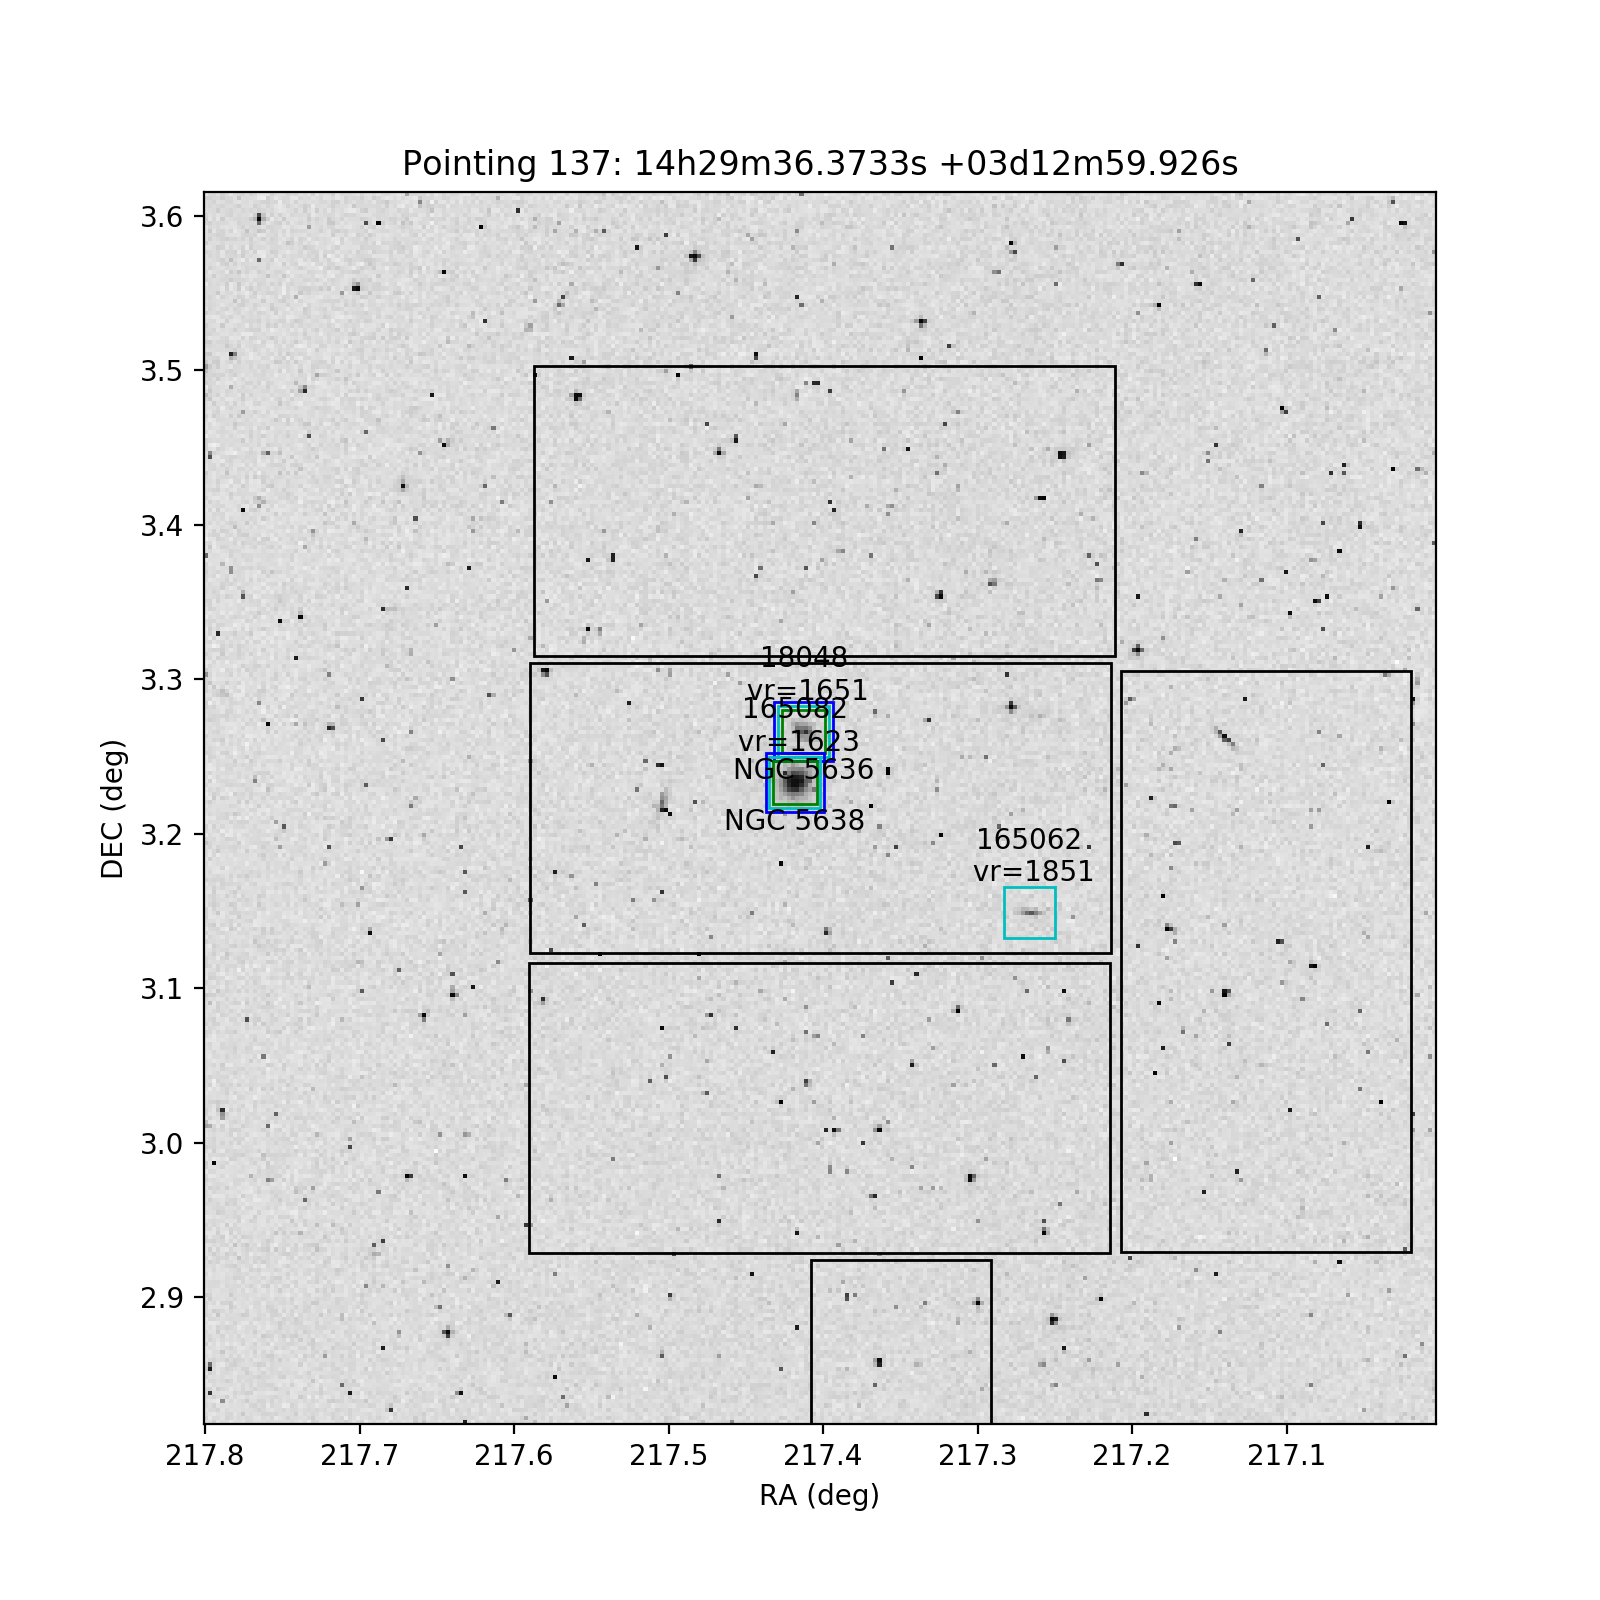 Pointing 137: 14h29m36.3733s +03d12m59.926s
3.6
3.5
3.4
3.3
3.2
3.1
3.0
2.9
DEC (deg)
18048
vr=1651
165082
vr=1623
NGC 5636
NGC 5638
165062
vr=1851
217.8 217.7 217.6 217.5 217.4 217.3 217.2 217.1
RA (deg)